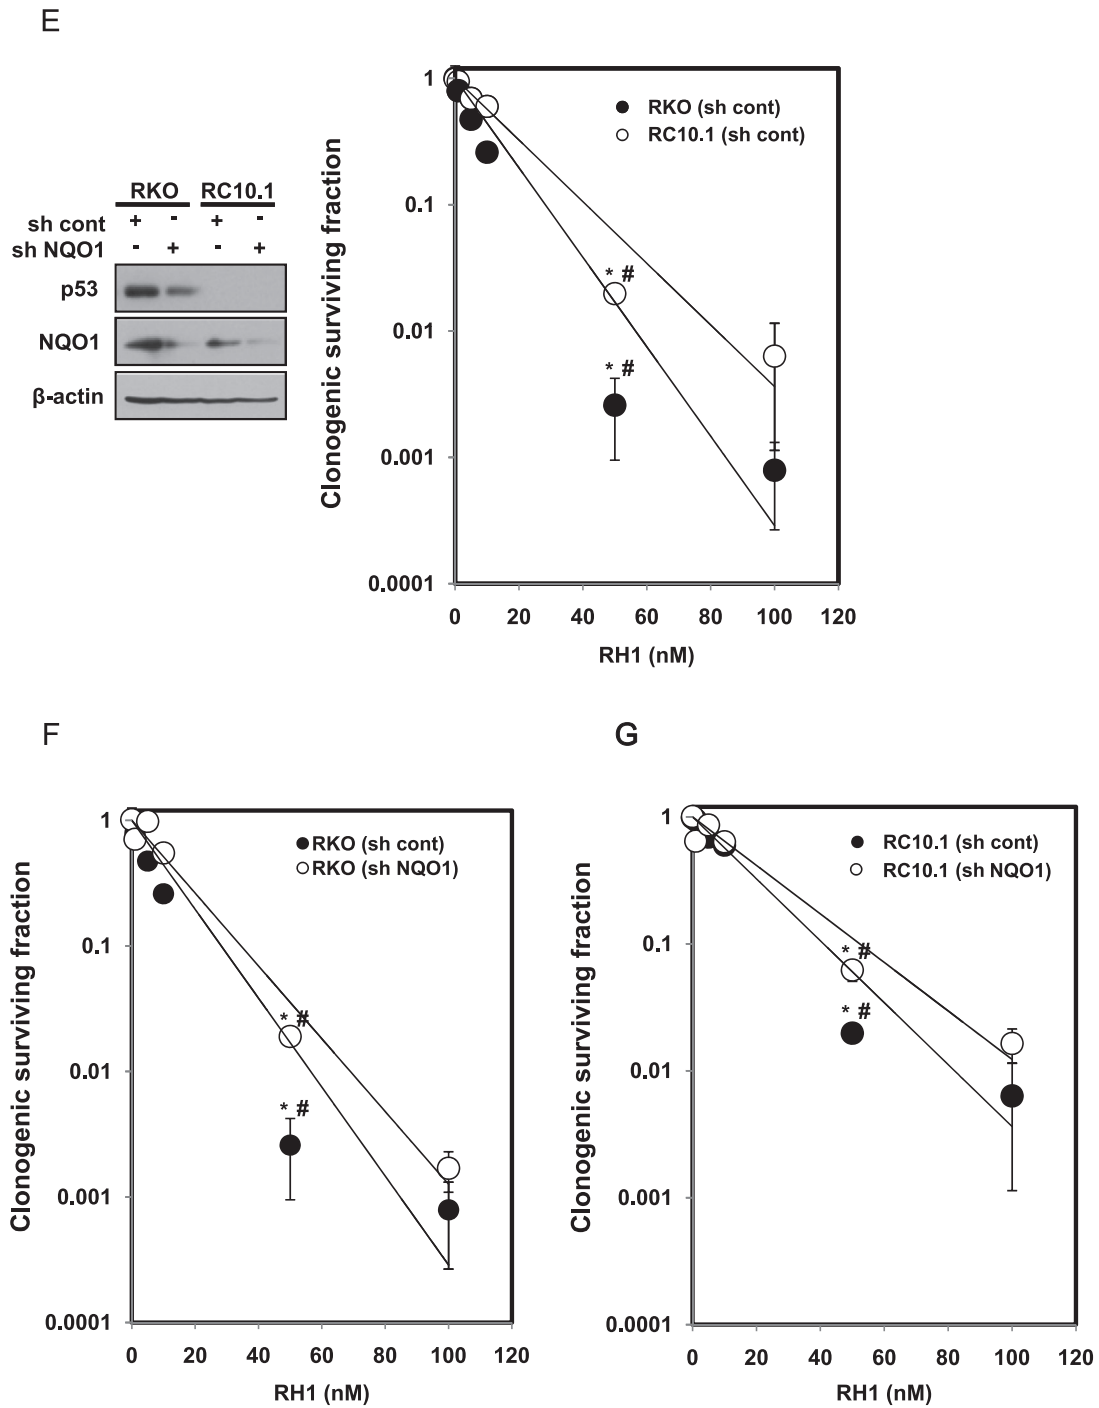 E
RKO RC10.1
sh cont + - + -
sh NQO1 - + - +
p53
NQO1
β-actin
Clonogenic surviving fraction
1
0.1
0.01
0.001
0.0001
RKO (sh cont)
RC10.1 (sh cont)
* #
* #
0 20 40 60 80 100 120
RH1 (nM)
F
Clonogenic surviving fraction
1
0.1
0.01
0.001
0.0001
RKO (sh cont)
RKO (sh NQO1)
* #
* #
0 20 40 60 80 100 120
RH1 (nM)
G
Clonogenic surviving fraction
1
0.1
0.01
0.001
0.0001
RC10.1 (sh cont)
RC10.1 (sh NQO1)
* #
* #
0 20 40 60 80 100 120
RH1 (nM)